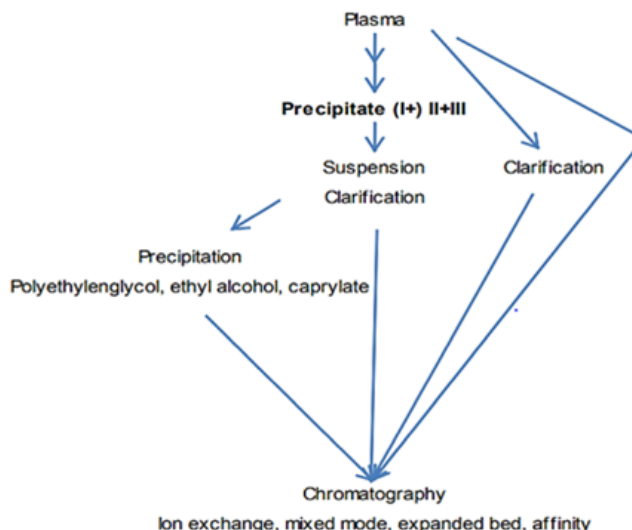 Plasma
Precipitate (I+) II+III
Suspension
Clarification
Clarification
Precipitation
Polyethylenglycol, ethyl alcohol, caprylate
Chromatography
Ion exchange, mixed mode, expanded bed, affinity